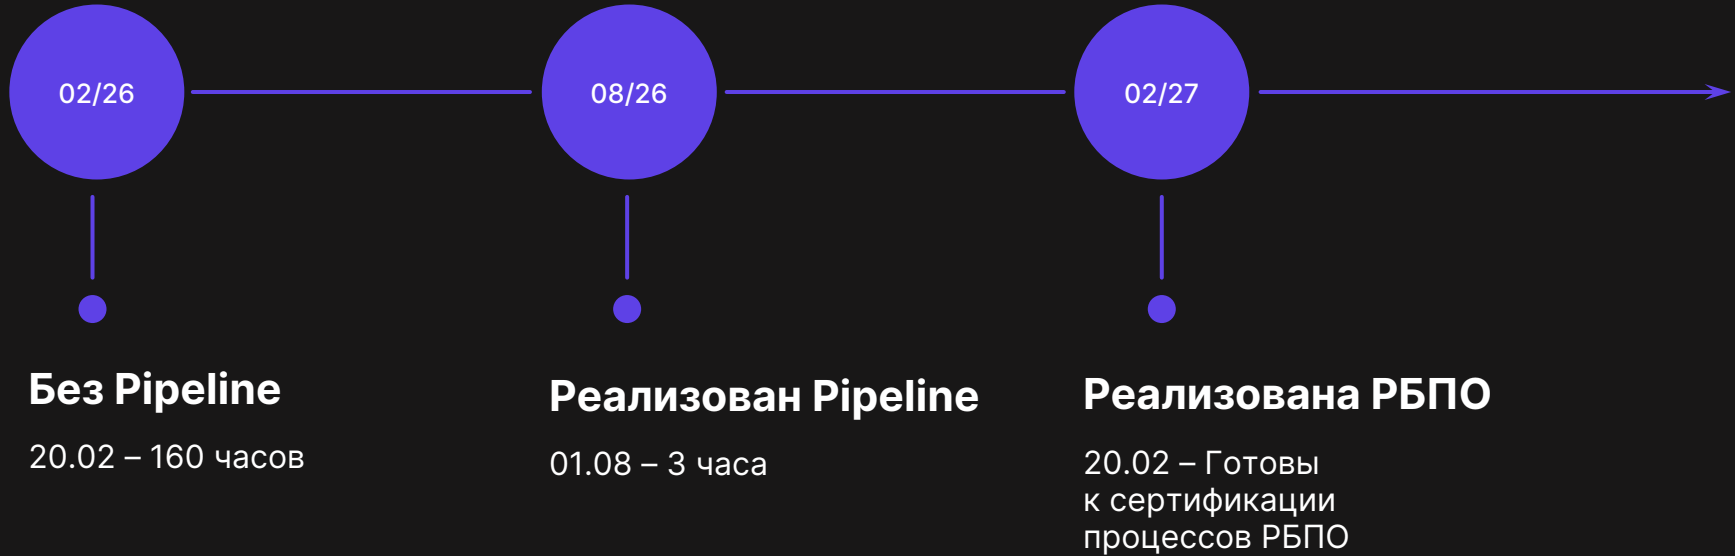 02/26
08/26
02/27
Без Pipeline
20.02 – 160 часов
Реализован Pipeline
01.08 – 3 часа
Реализована РБПО
20.02 – Готовы
к сертификации
процессов РБПО